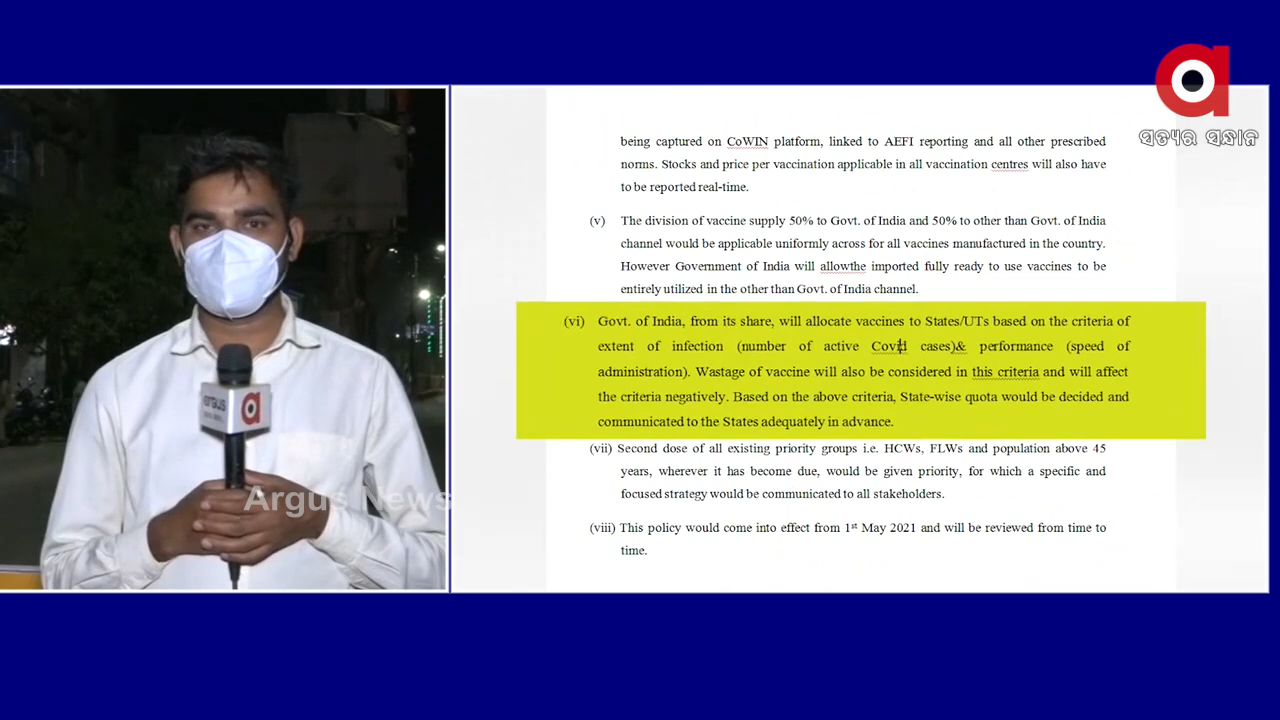 ସତ୍ୟର ସନ୍ଧାନ
being captured on CoWIN platform, linked to AEFI reporting and all other prescribed
norms. Stocks and price per vaccination applicable in all vaccination centres will also have
to be reported real-time.
(v) The division of vaccine supply 50% to Govt. of India and 50% to other than Govt. of India
channel would be applicable uniformly across for all vaccines manufactured in the country.
However Government of India will allowthe imported fully ready to use vaccines to be
entirely utilized in the other than Govt. of India channel.
(vi) Govt. of India, from its share, will allocate vaccines to States/UTs based on the criteria of
extent of infection (number of active Covid cases)& performance (speed of
administration). Wastage of vaccine will also be considered in this criteria and will affect
the criteria negatively. Based on the above criteria, State-wise quota would be decided and
communicated to the States adequately in advance.
(vii) Second dose of all existing priority groups i.e. HCWs, FLWs and population above 45
years, wherever it has become due, would be given priority, for which a specific and
focused strategy would be communicated to all stakeholders.
(viii) This policy would come into effect from 1st May 2021 and will be reviewed from time to
time.
argus
Argus News